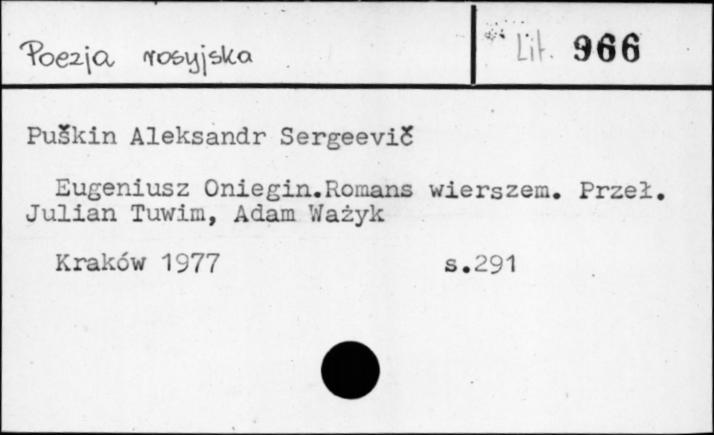 Poezja rosyjska
Lit. 966
Puškin Aleksandr Sergeevič
Eugeniusz Oniegin.Romans wierszem. Przeł.
Julian Tuwim, Adam Ważyk
Kraków 1977 s.291